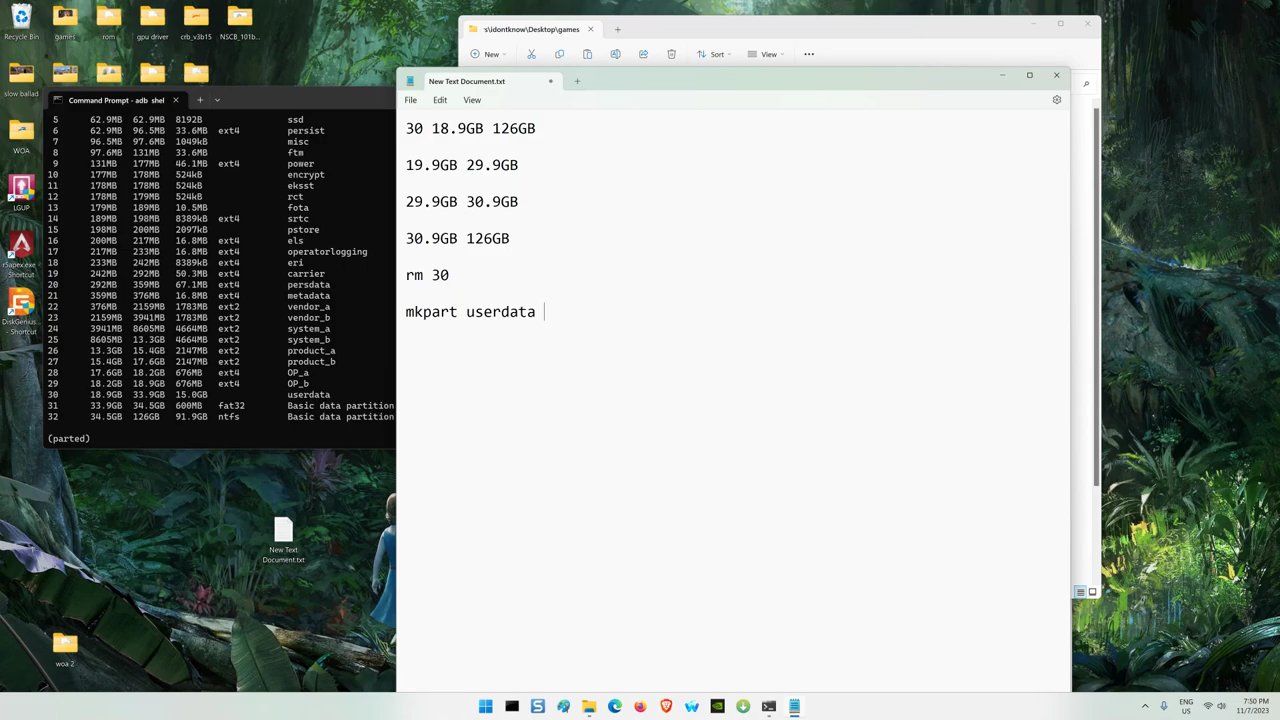 Recycle Bin
games
rom
gpu driver
crb_v3b15
NSCB_101b...
slow ballad
WOA
LGUP
r5apex.exe - Shortcut
DiskGenius... - Shortcut
woa 2
New Text Document.txt
Command Prompt - adb shel
5 62.9MB 62.9MB 8192B ssd
6 62.9MB 96.5MB 33.6MB ext4 persist
7 96.5MB 97.6MB 1049kB misc
8 97.6MB 131MB 33.6MB ftm
9 131MB 177MB 46.1MB ext4 power
10 177MB 178MB 524kB encrypt
11 178MB 178MB 524kB eksst
12 178MB 179MB 524kB rct
13 179MB 189MB 10.5MB fota
14 189MB 198MB 8389kB ext4 srtc
15 198MB 200MB 2097kB pstore
16 200MB 217MB 16.8MB ext4 els
17 217MB 233MB 16.8MB ext4 operatorlogging
18 233MB 242MB 8389kB ext4 eri
19 242MB 292MB 50.3MB ext4 carrier
20 292MB 359MB 67.1MB ext4 persdata
21 359MB 376MB 16.8MB ext4 metadata
22 376MB 2159MB 1783MB ext2 vendor_a
23 2159MB 3941MB 1783MB ext2 vendor_b
24 3941MB 8605MB 4664MB ext2 system_a
25 8605MB 13.3GB 4664MB ext2 system_b
26 13.3GB 15.4GB 2147MB ext2 product_a
27 15.4GB 17.6GB 2147MB ext2 product_b
28 17.6GB 18.2GB 676MB ext4 OP_a
29 18.2GB 18.9GB 676MB ext4 OP_b
30 18.9GB 33.9GB 15.0GB userdata
31 33.9GB 34.5GB 600MB fat32 Basic data partition
32 34.5GB 126GB 91.9GB ntfs Basic data partition
(parted)
s\idontknow\Desktop\games
New
Sort
View
New Text Document.txt
File Edit View
30 18.9GB 126GB
19.9GB 29.9GB
29.9GB 30.9GB
30.9GB 126GB
rm 30
mkpart userdata
ENG
US
7:50 PM
11/7/2023